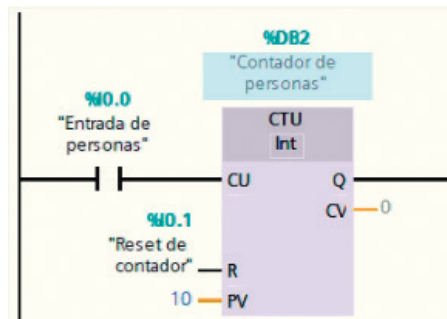 %DB2
"Contador de
personas"
%I0.0
"Entrada de
personas"
CTU
Int
CU
Q
CV
0
%I0.1
"Reset de
contador"
R
10
PV